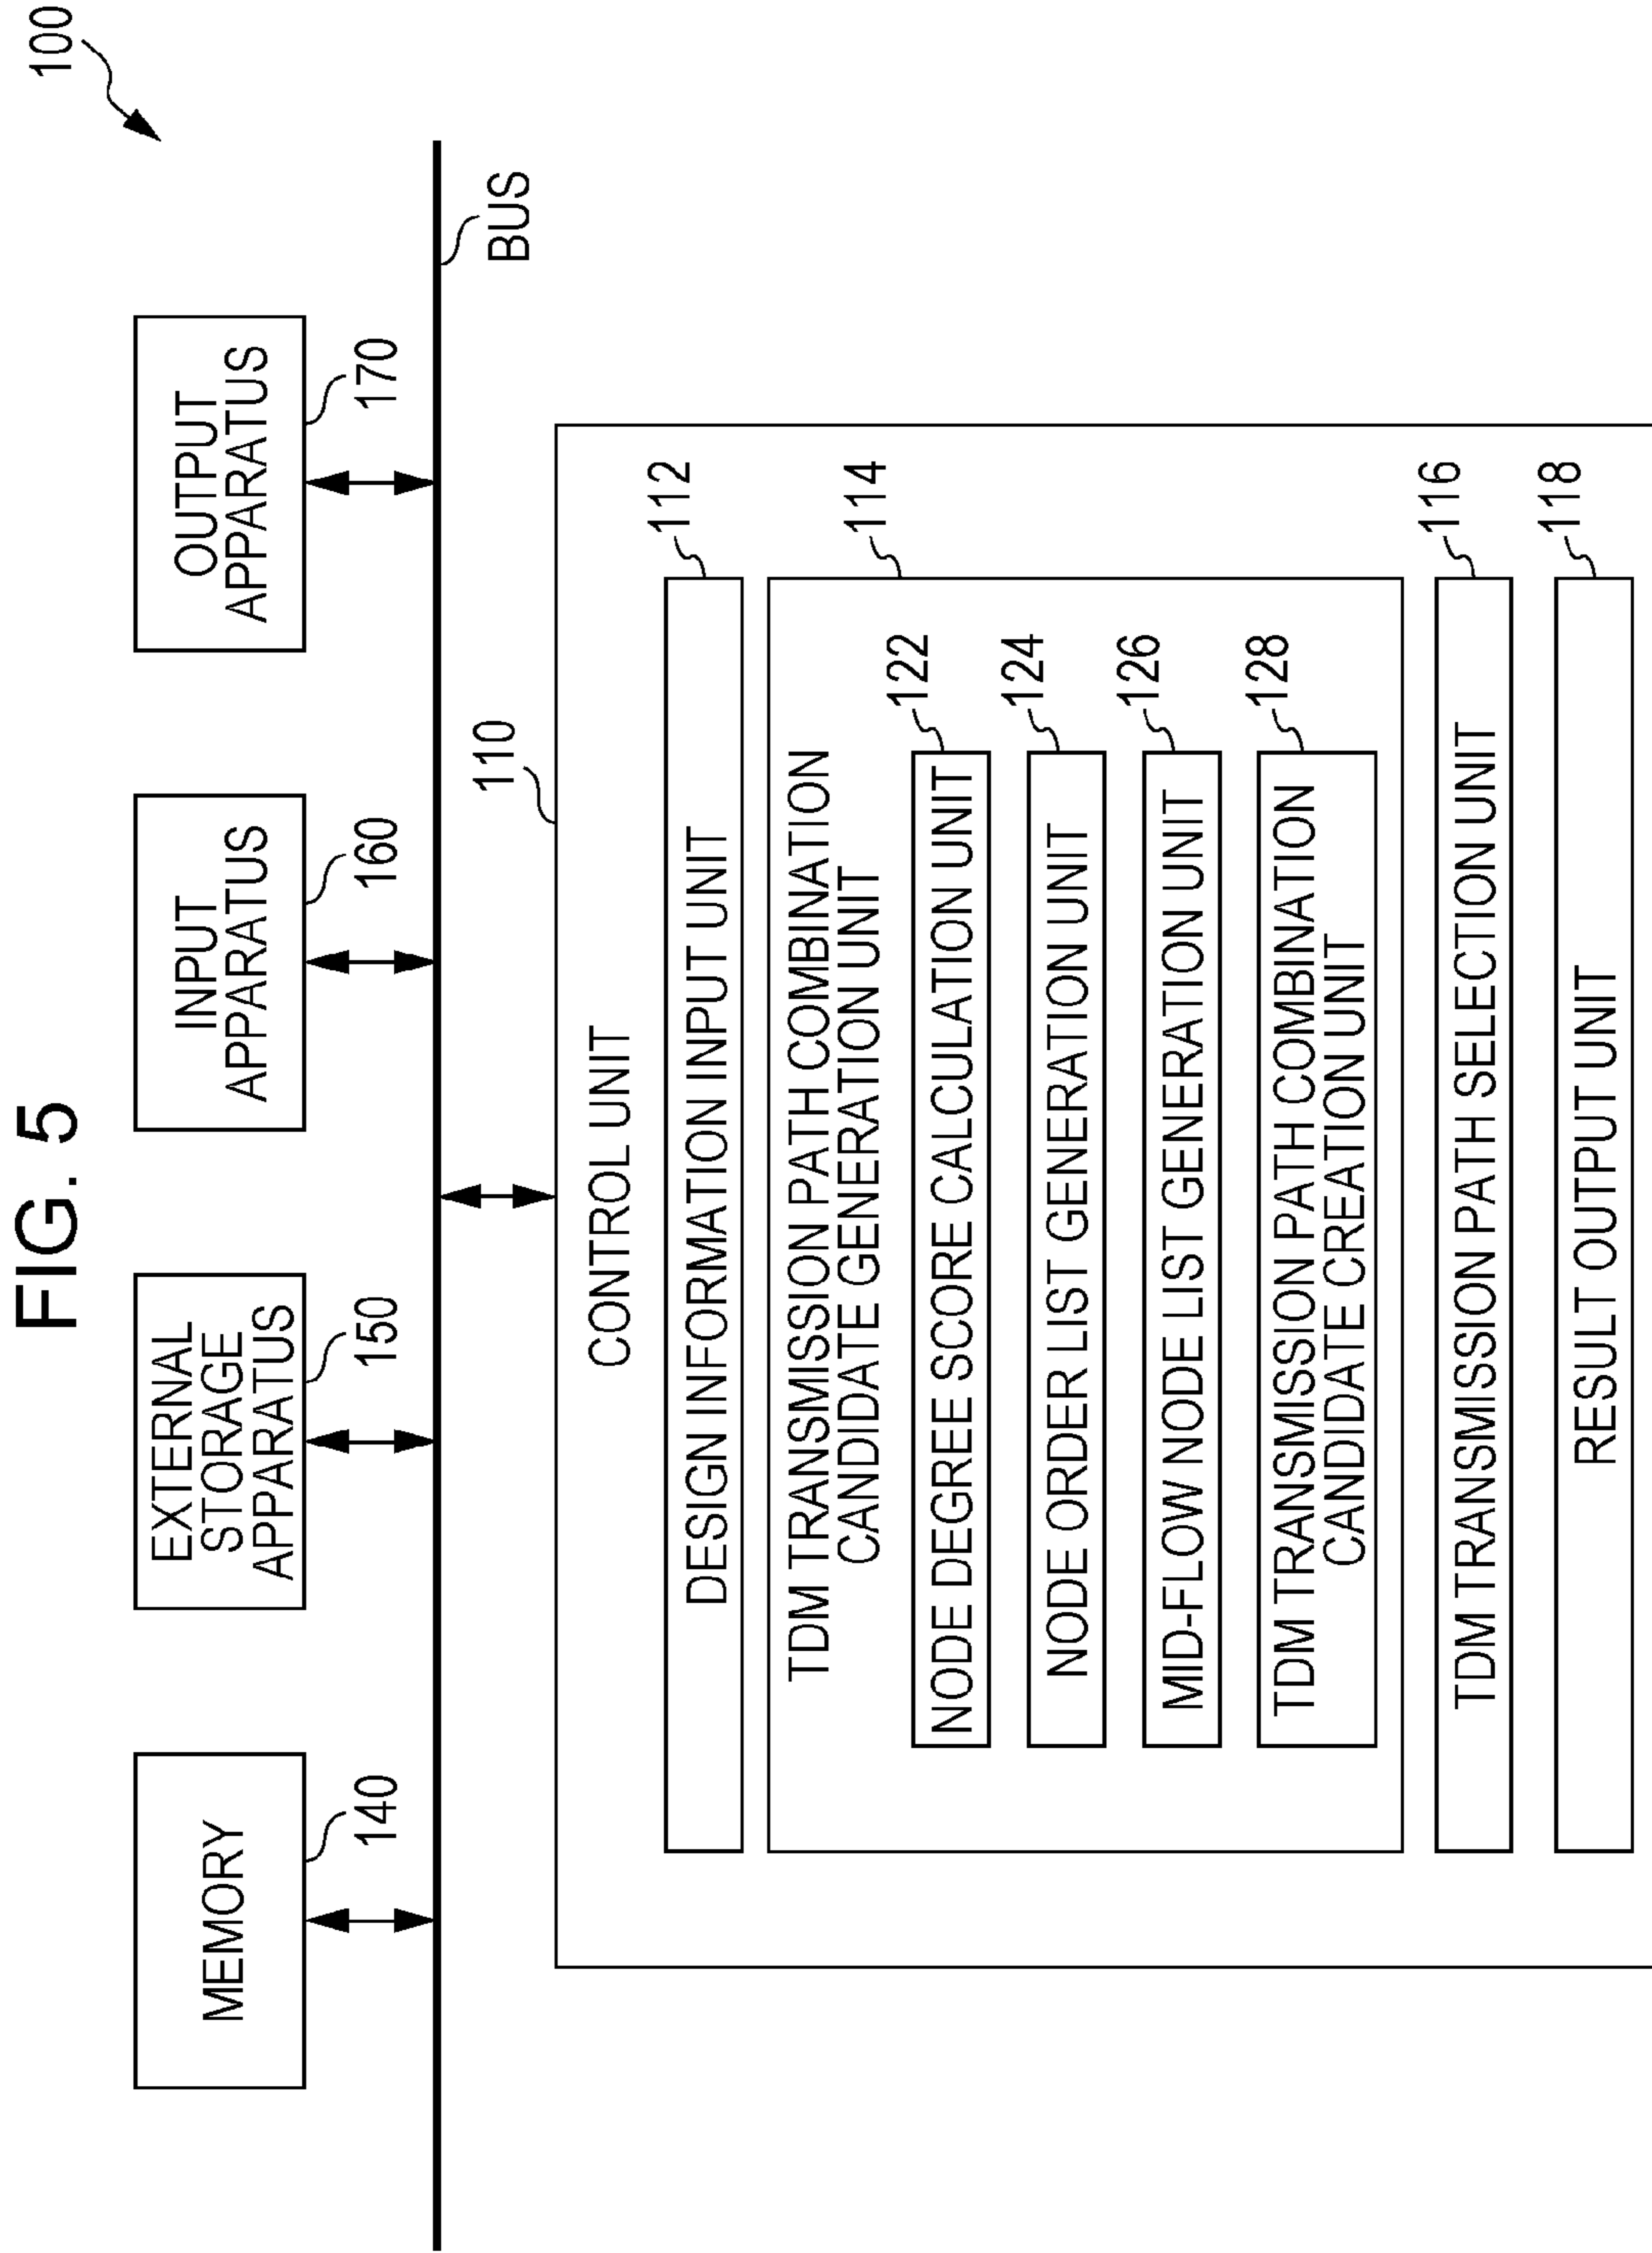 FIG. 5
100
MEMORY
140
EXTERNAL
STORAGE
APPARATUS
150
INPUT
APPARATUS
160
OUTPUT
APPARATUS
170
BUS
110
CONTROL UNIT
DESIGN INFORMATION INPUT UNIT
112
TDM TRANSMISSION PATH COMBINATION
CANDIDATE GENERATION UNIT
114
NODE DEGREE SCORE CALCULATION UNIT
122
NODE ORDER LIST GENERATION UNIT
124
MID-FLOW NODE LIST GENERATION UNIT
126
TDM TRANSMISSION PATH COMBINATION
CANDIDATE CREATION UNIT
128
TDM TRANSMISSION PATH SELECTION UNIT
116
RESULT OUTPUT UNIT
118